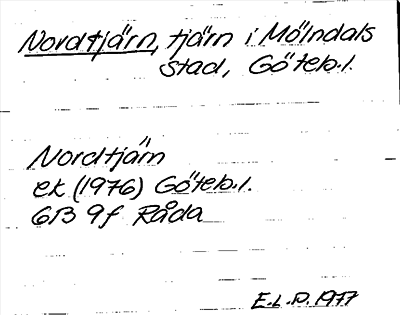 Nordtjärn, tjärn i Mölndals
stad, Göteb.l.
Nordtjärn
ek (1976) Göteb.l.
6B 9f Råda
E.L.P. 1977